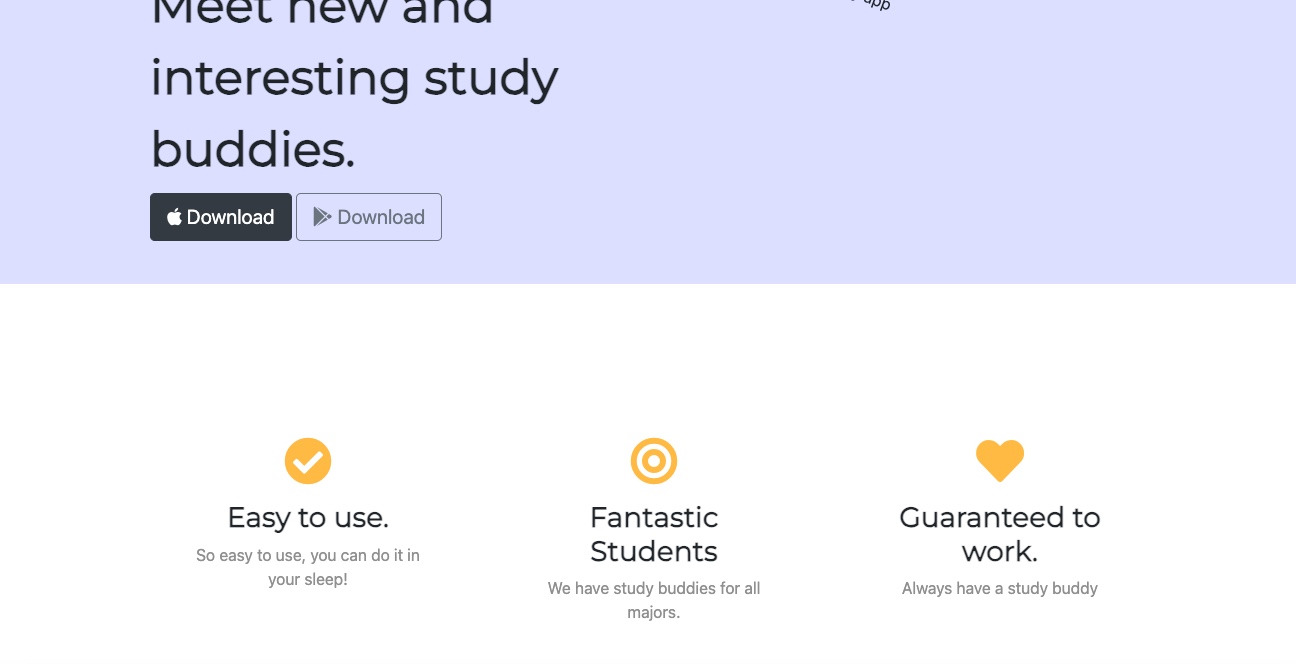 Meet new and
app
interesting study
buddies.
Download Download
Easy to use.
So easy to use, you can do it in
your sleep!
Fantastic
Students
We have study buddies for all
majors.
Guaranteed to
work.
Always have a study buddy